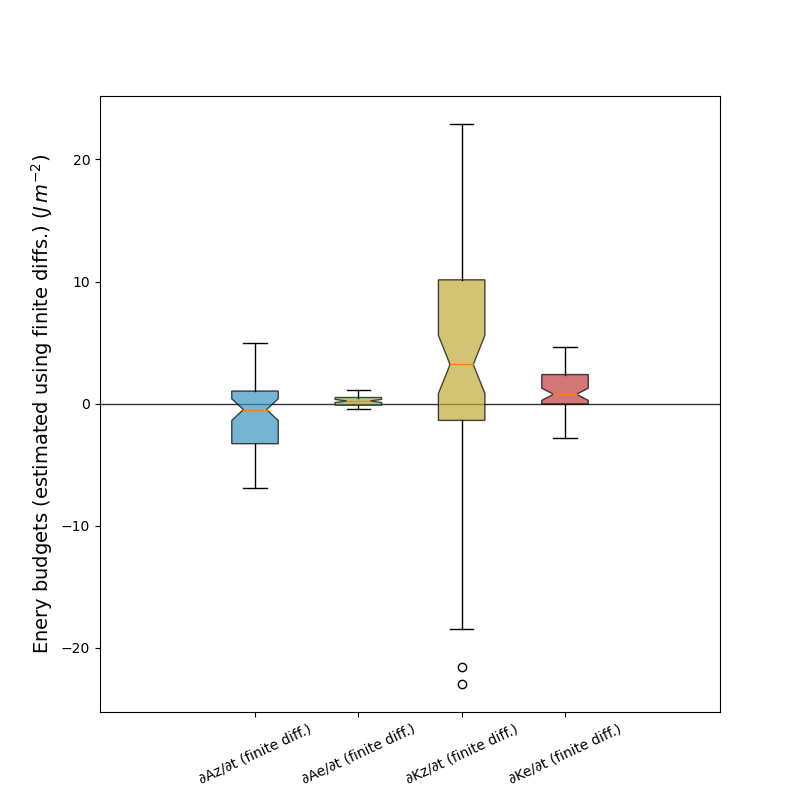 Enery budgets (estimated using finite diffs.) (J m⁻²)
20
10
0
−10
−20
∂Az/∂t (finite diff.)
∂Ae/∂t (finite diff.)
∂Kz/∂t (finite diff.)
∂Ke/∂t (finite diff.)